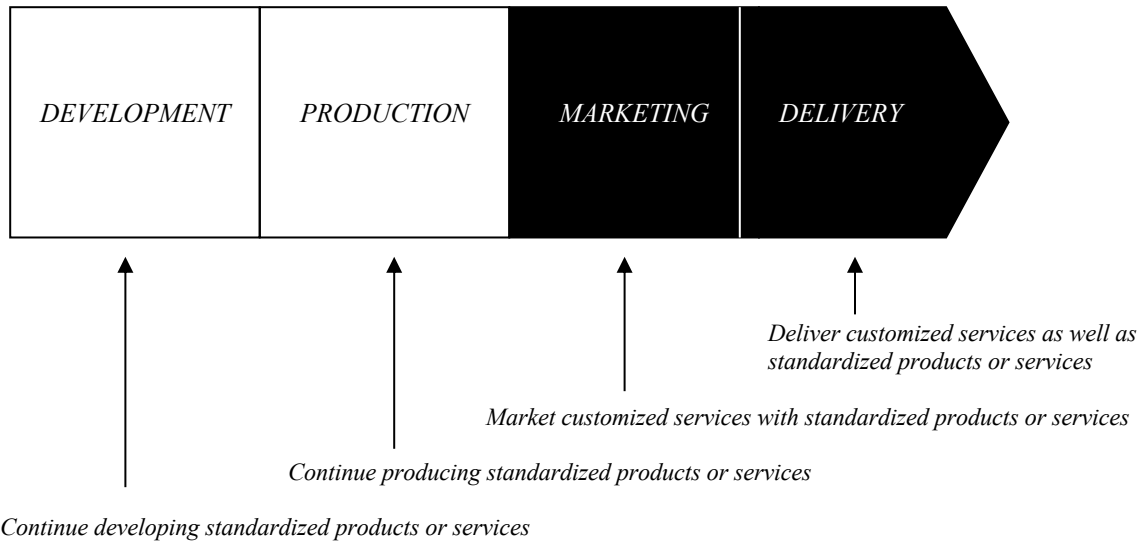 DEVELOPMENT
PRODUCTION
MARKETING
DELIVERY
Deliver customized services as well as
standardized products or services
Market customized services with standardized products or services
Continue producing standardized products or services
Continue developing standardized products or services